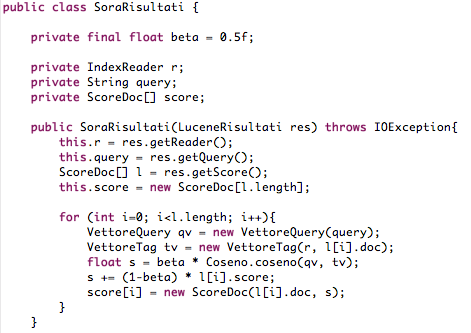 public class SoraRisultati {
private final float beta = 0.5f;
private IndexReader r;
private String query;
private ScoreDoc[] score;
public SoraRisultati(LuceneRisultati res) throws IOException{
this.r = res.getReader();
this.query = res.getQuery();
ScoreDoc[] l = res.getScore();
this.score = new ScoreDoc[l.length];
for (int i=0; i<l.length; i++){
VettoreQuery qv = new VettoreQuery(query);
VettoreTag tv = new VettoreTag(r, l[i].doc);
float s = beta * Coseno.coseno(qv, tv);
s += (1-beta) * l[i].score;
score[i] = new ScoreDoc(l[i].doc, s);
}
}